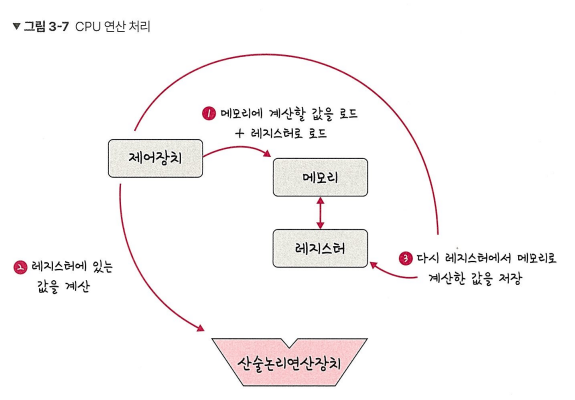 ▼ 그림 3-7 CPU 연산 처리
1 메모리에 계산할 값을 로드
+ 레지스터로 로드
제어장치
메모리
레지스터
2 레지스터에 있는
값을 계산
3 다시 레지스터에서 메모리로
계산한 값을 저장
산술논리연산장치